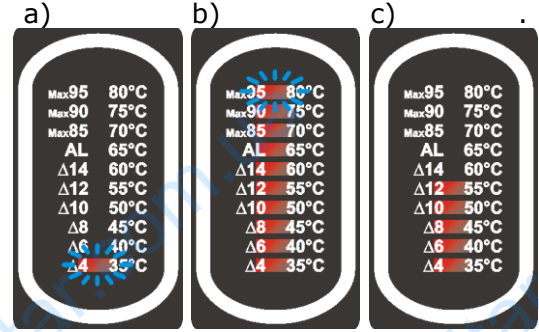 a) b) c) .
Max95 80°C Max95 80°C Max95 80°C
Max90 75°C Max90 75°C Max90 75°C
Max85 70°C Max85 70°C Max85 70°C
AL 65°C AL 65°C AL 65°C
Δ14 60°C Δ14 60°C Δ14 60°C
Δ12 55°C Δ12 55°C Δ12 55°C
Δ10 50°C Δ10 50°C Δ10 50°C
Δ8 45°C Δ8 45°C Δ8 45°C
Δ6 40°C Δ6 40°C Δ6 40°C
Δ4 35°C Δ4 35°C Δ4 35°C